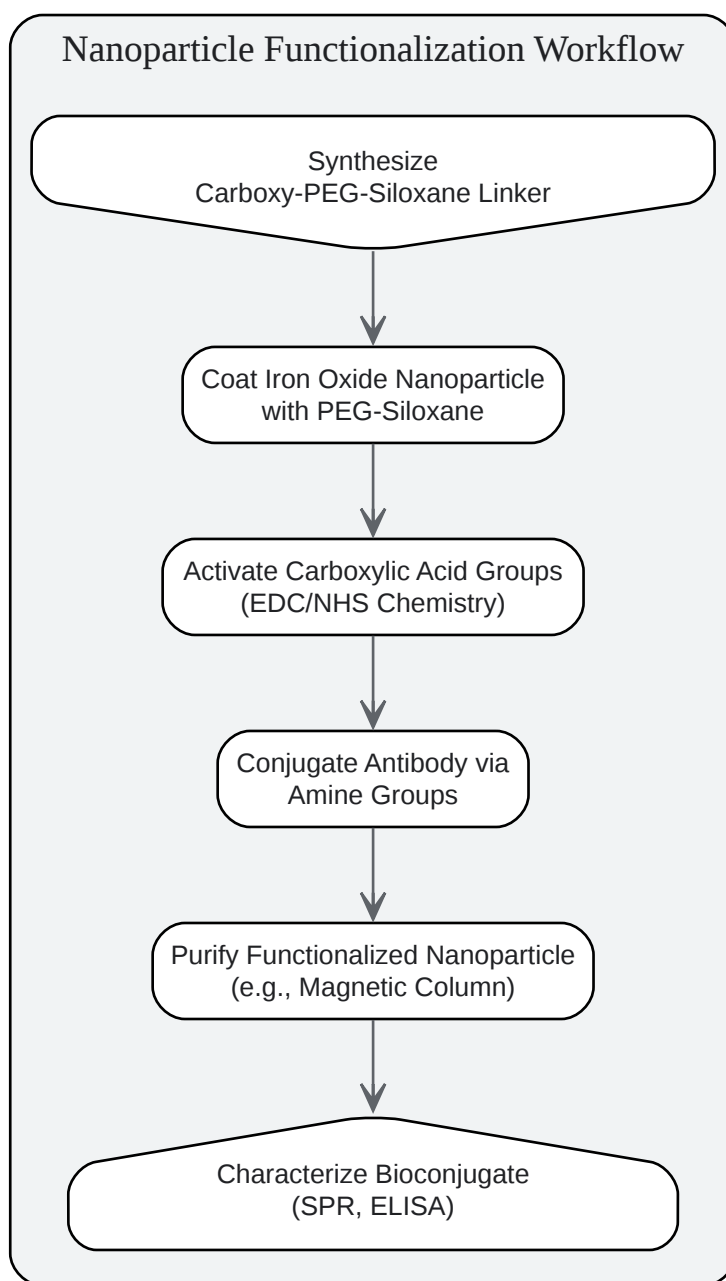 Nanoparticle Functionalization Workflow
Synthesize
Carboxy-PEG-Siloxane Linker
Coat Iron Oxide Nanoparticle
with PEG-Siloxane
Activate Carboxylic Acid Groups
(EDC/NHS Chemistry)
Conjugate Antibody via
Amine Groups
Purify Functionalized Nanoparticle
(e.g., Magnetic Column)
Characterize Bioconjugate
(SPR, ELISA)